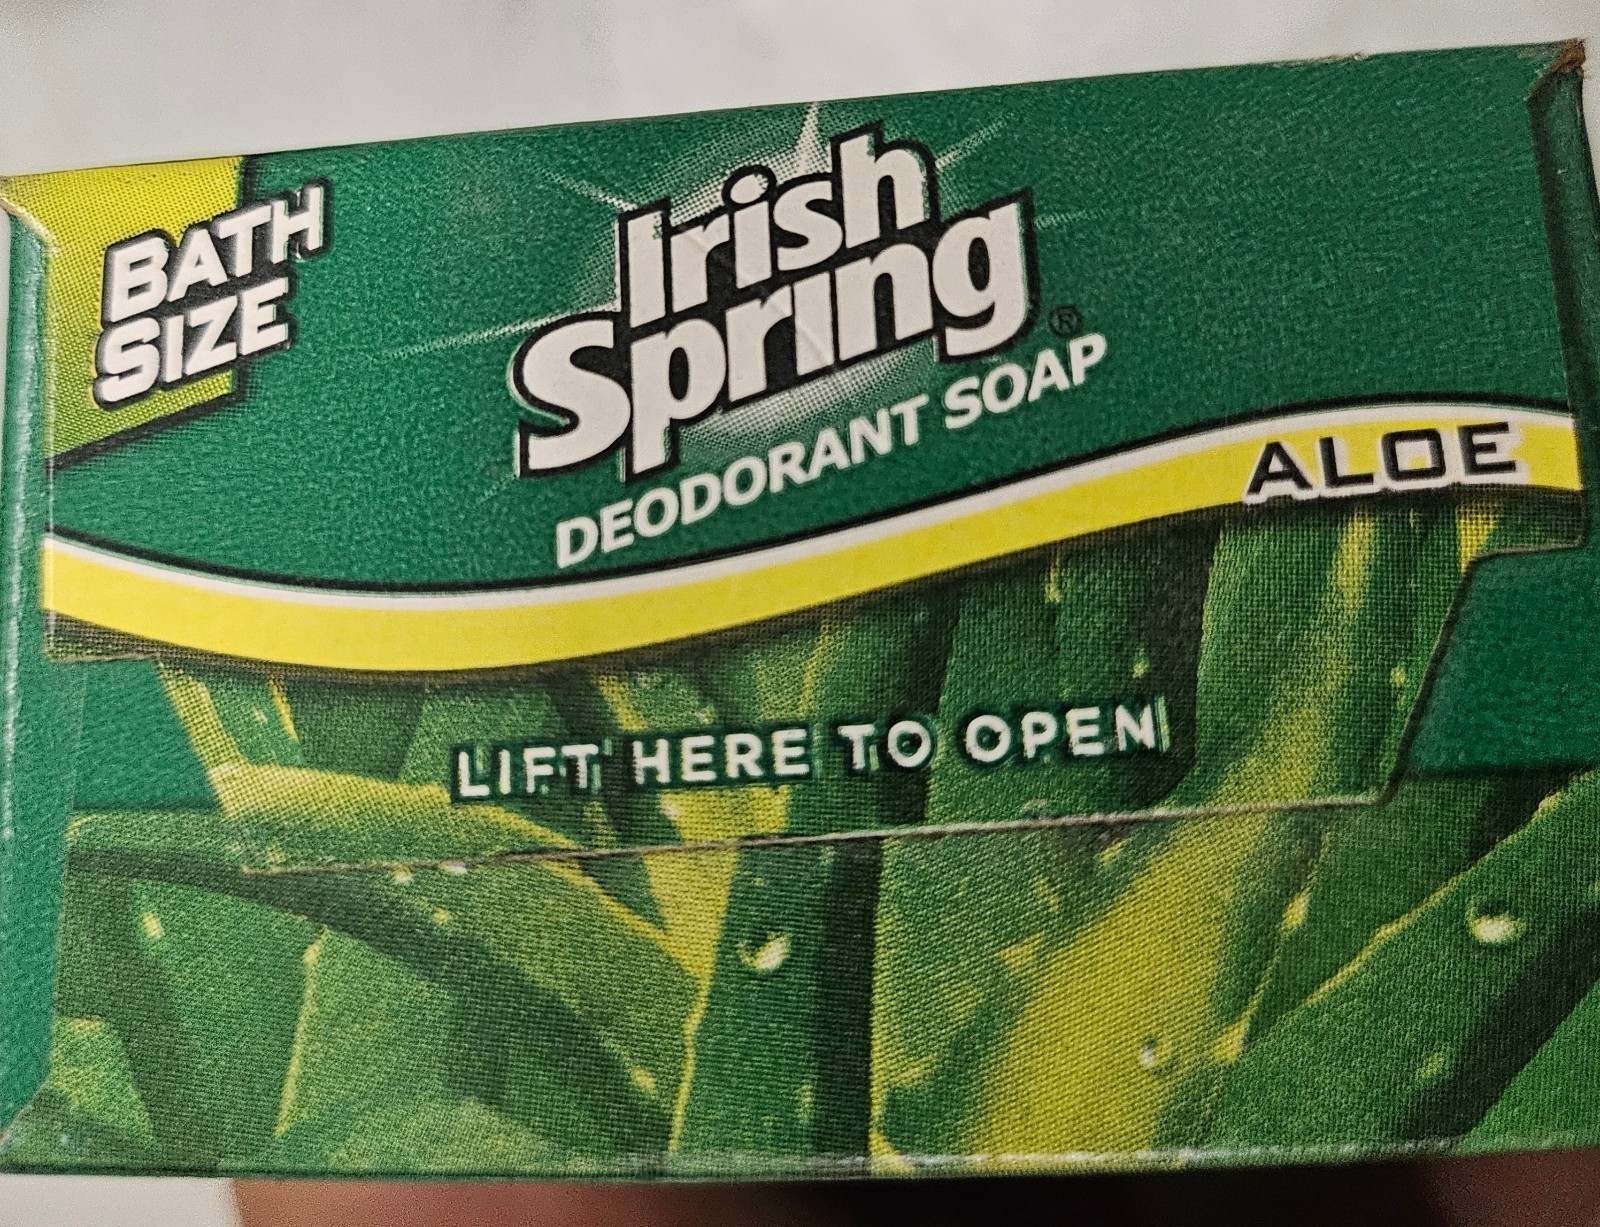 BATH
SIZE
Irish
Spring®
DEODORANT SOAP
ALOE
LIFT HERE TO OPEN